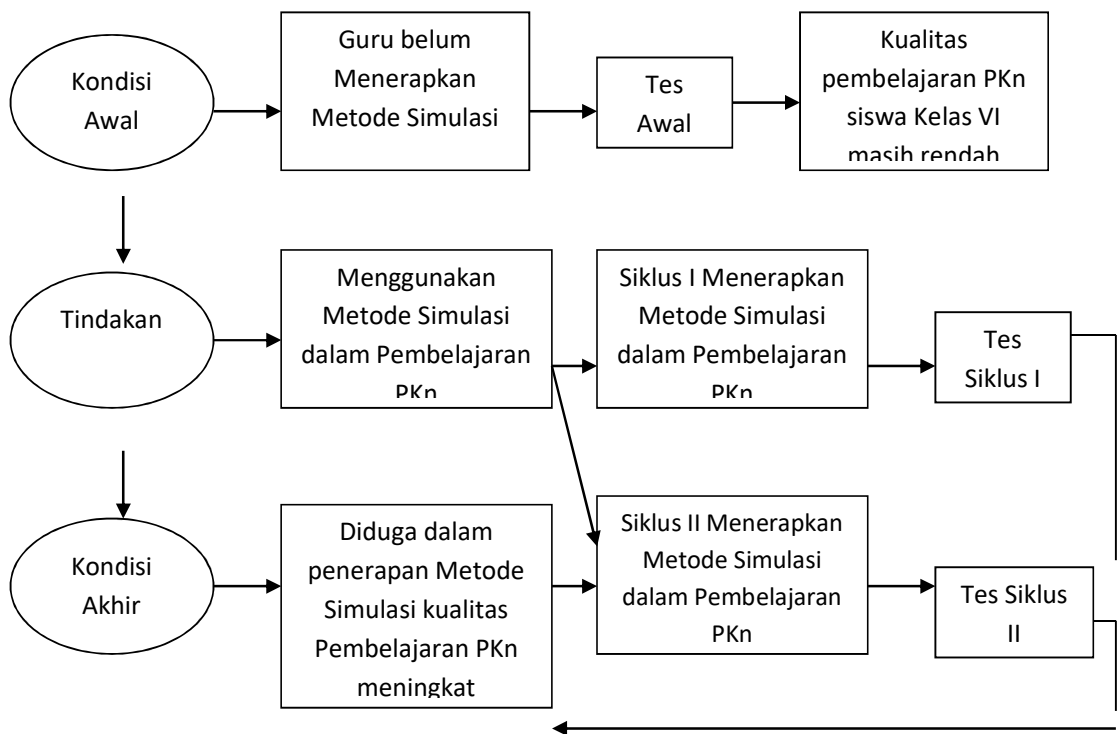 Kondisi
Awal
Guru belum
Menerapkan
Metode Simulasi
Tes
Awal
Kualitas
pembelajaran PKn
siswa Kelas VI
masih rendah
Tindakan
Menggunakan
Metode Simulasi
dalam Pembelajaran
PKn
Siklus I Menerapkan
Metode Simulasi
dalam Pembelajaran
PKn
Tes
Siklus I
Kondisi
Akhir
Diduga dalam
penerapan Metode
Simulasi kualitas
Pembelajaran PKn
meningkat
Siklus II Menerapkan
Metode Simulasi
dalam Pembelajaran
PKn
Tes Siklus
II